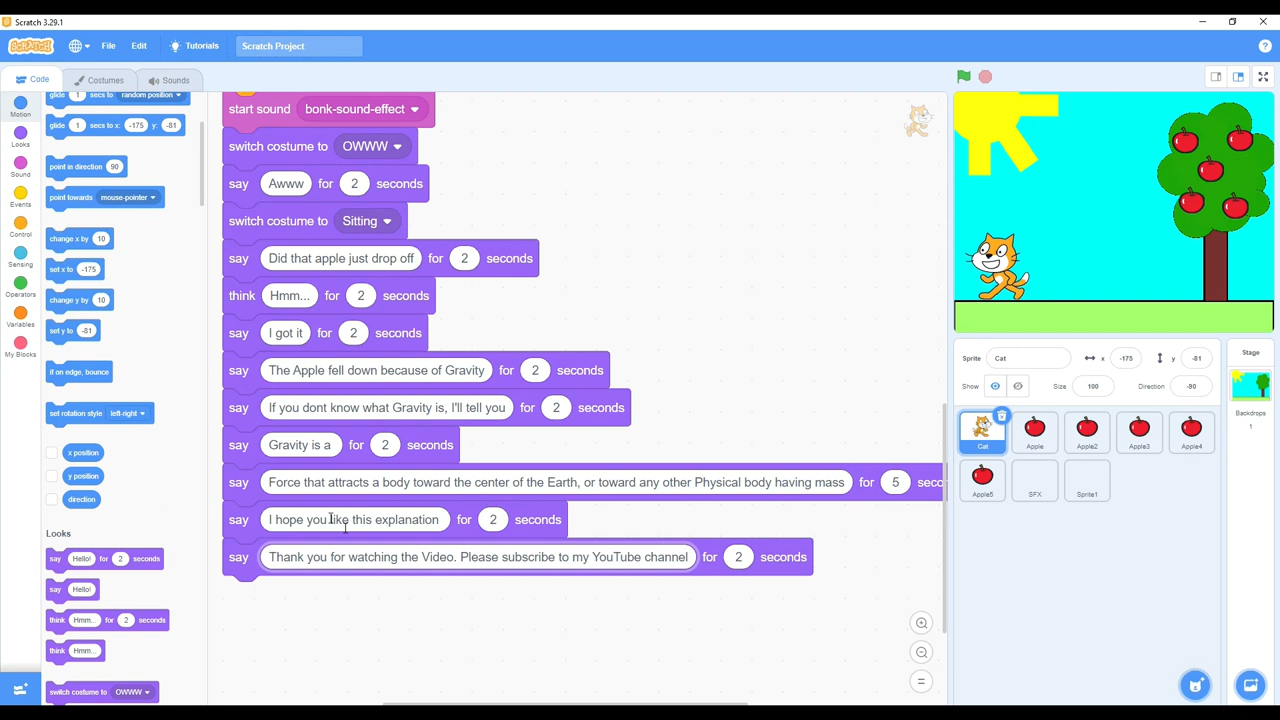 Scratch 3.29.1
SCRATCH File Edit Tutorials Scratch Project
Code Costumes Sounds
Motion
Looks
Sound
Events
Control
Sensing
Operators
Variables
My Blocks
glide 1 secs to random position
glide 1 secs to x: -175 y: -81
point in direction 90
point towards mouse-pointer
change x by 10
set x to -175
change y by 10
set y to -81
if on edge, bounce
set rotation style left-right
x position
y position
direction
Looks
say Hello! for 2 seconds
say Hello!
think Hmm... for 2 seconds
think Hmm...
switch costume to OWWW
start sound bonk-sound-effect
switch costume to OWWW
say Awww for 2 seconds
switch costume to Sitting
say Did that apple just drop off for 2 seconds
think Hmm... for 2 seconds
say I got it for 2 seconds
say The Apple fell down because of Gravity for 2 seconds
say If you dont know what Gravity is, I'll tell you for 2 seconds
say Gravity is a for 2 seconds
say Force that attracts a body toward the center of the Earth, or toward any other Physical body having mass for 5 seco
say I hope you like this explanation for 2 seconds
say Thank you for watching the Video. Please subscribe to my YouTube channel for 2 seconds
Sprite Cat x -175 y -81
Show Size 100 Direction -90
Cat Apple Apple2 Apple3 Apple4
Apple5 SFX Sprite1
Stage
Backdrops
1